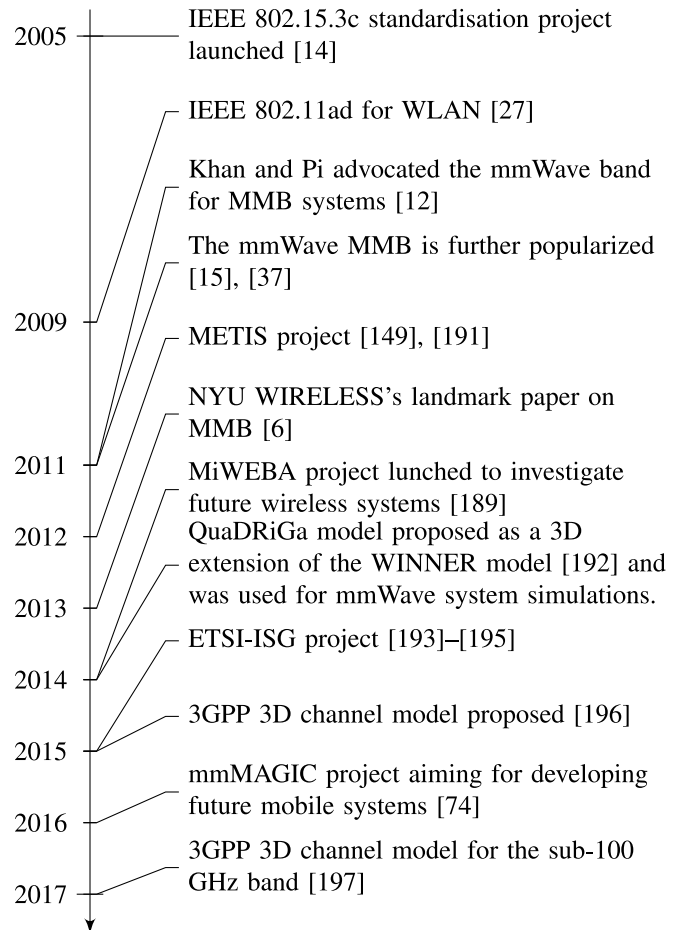 2005
IEEE 802.15.3c standardisation project
launched [14]
IEEE 802.11ad for WLAN [27]
Khan and Pi advocated the mmWave band
for MMB systems [12]
The mmWave MMB is further popularized
[15], [37]
2009
METIS project [149], [191]
NYU WIRELESS's landmark paper on
MMB [6]
2011
MiWEBA project lunched to investigate
future wireless systems [189]
2012
QuaDRiGa model proposed as a 3D
extension of the WINNER model [192] and
was used for mmWave system simulations.
2013
ETSI-ISG project [193]–[195]
2014
3GPP 3D channel model proposed [196]
2015
mmMAGIC project aiming for developing
future mobile systems [74]
2016
3GPP 3D channel model for the sub-100
GHz band [197]
2017